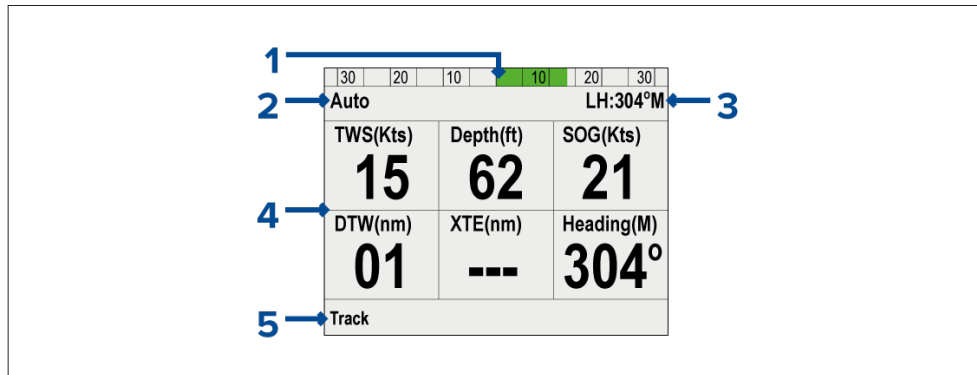 1
30 20 10 10 20 30
2 Auto LH:304°M 3
TWS(Kts) Depth(ft) SOG(Kts)
15 62 21
4
DTW(nm) XTE(nm) Heading(M)
01 --- 304°
5 Track